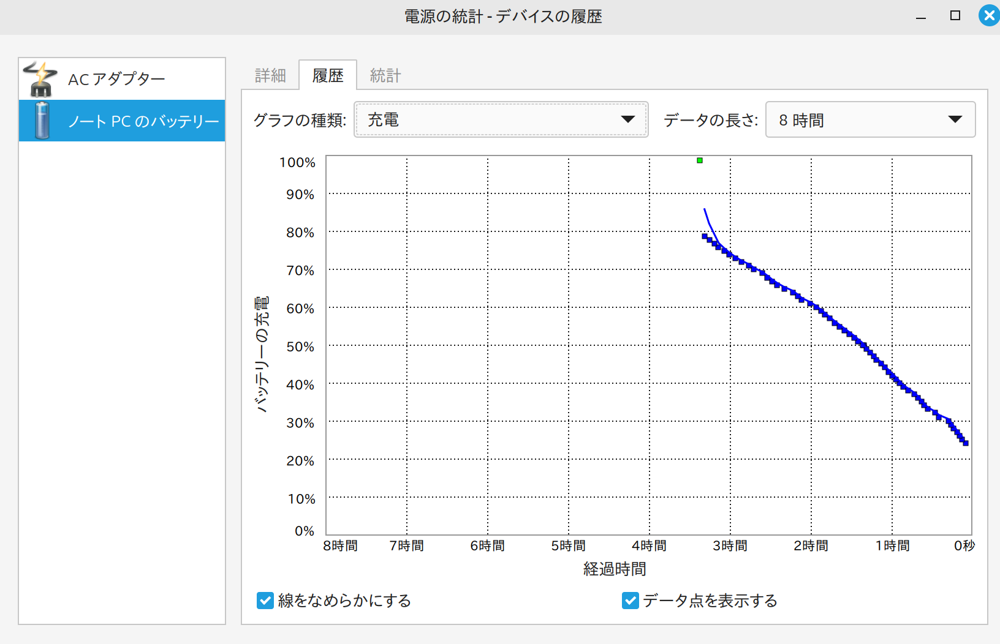 電源の統計 - デバイスの履歴
AC アダプター
ノート PC のバッテリー
詳細
履歴
統計
グラフの種類:
充電
データの長さ:
8 時間
100%
90%
80%
70%
60%
50%
40%
30%
20%
10%
0%
バッテリーの充電
8時間
7時間
6時間
5時間
4時間
3時間
2時間
1時間
0秒
経過時間
線をなめらかにする
データ点を表示する